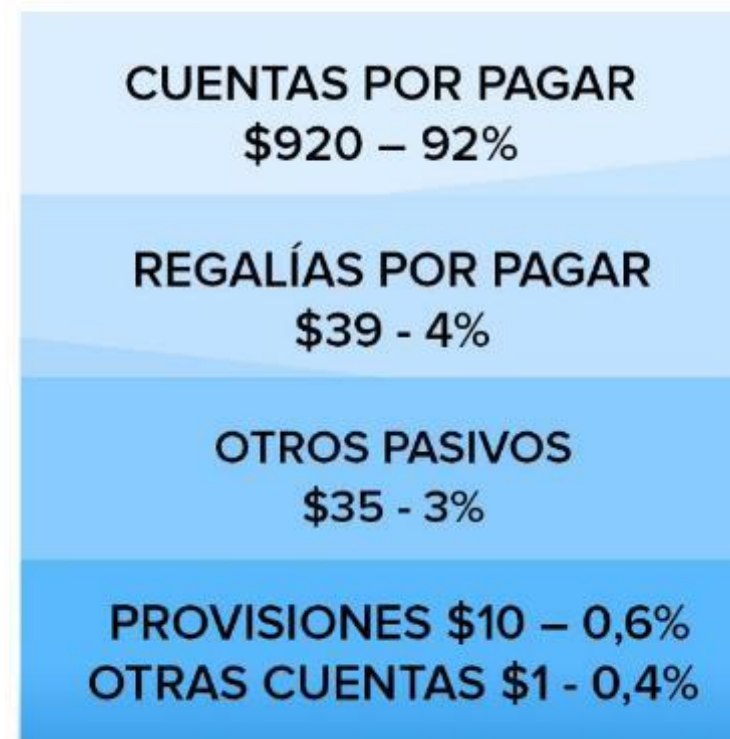 CUENTAS POR PAGAR
$920 – 92%
REGALÍAS POR PAGAR
$39 - 4%
OTROS PASIVOS
$35 - 3%
PROVISIONES $10 – 0,6%
OTRAS CUENTAS $1 - 0,4%